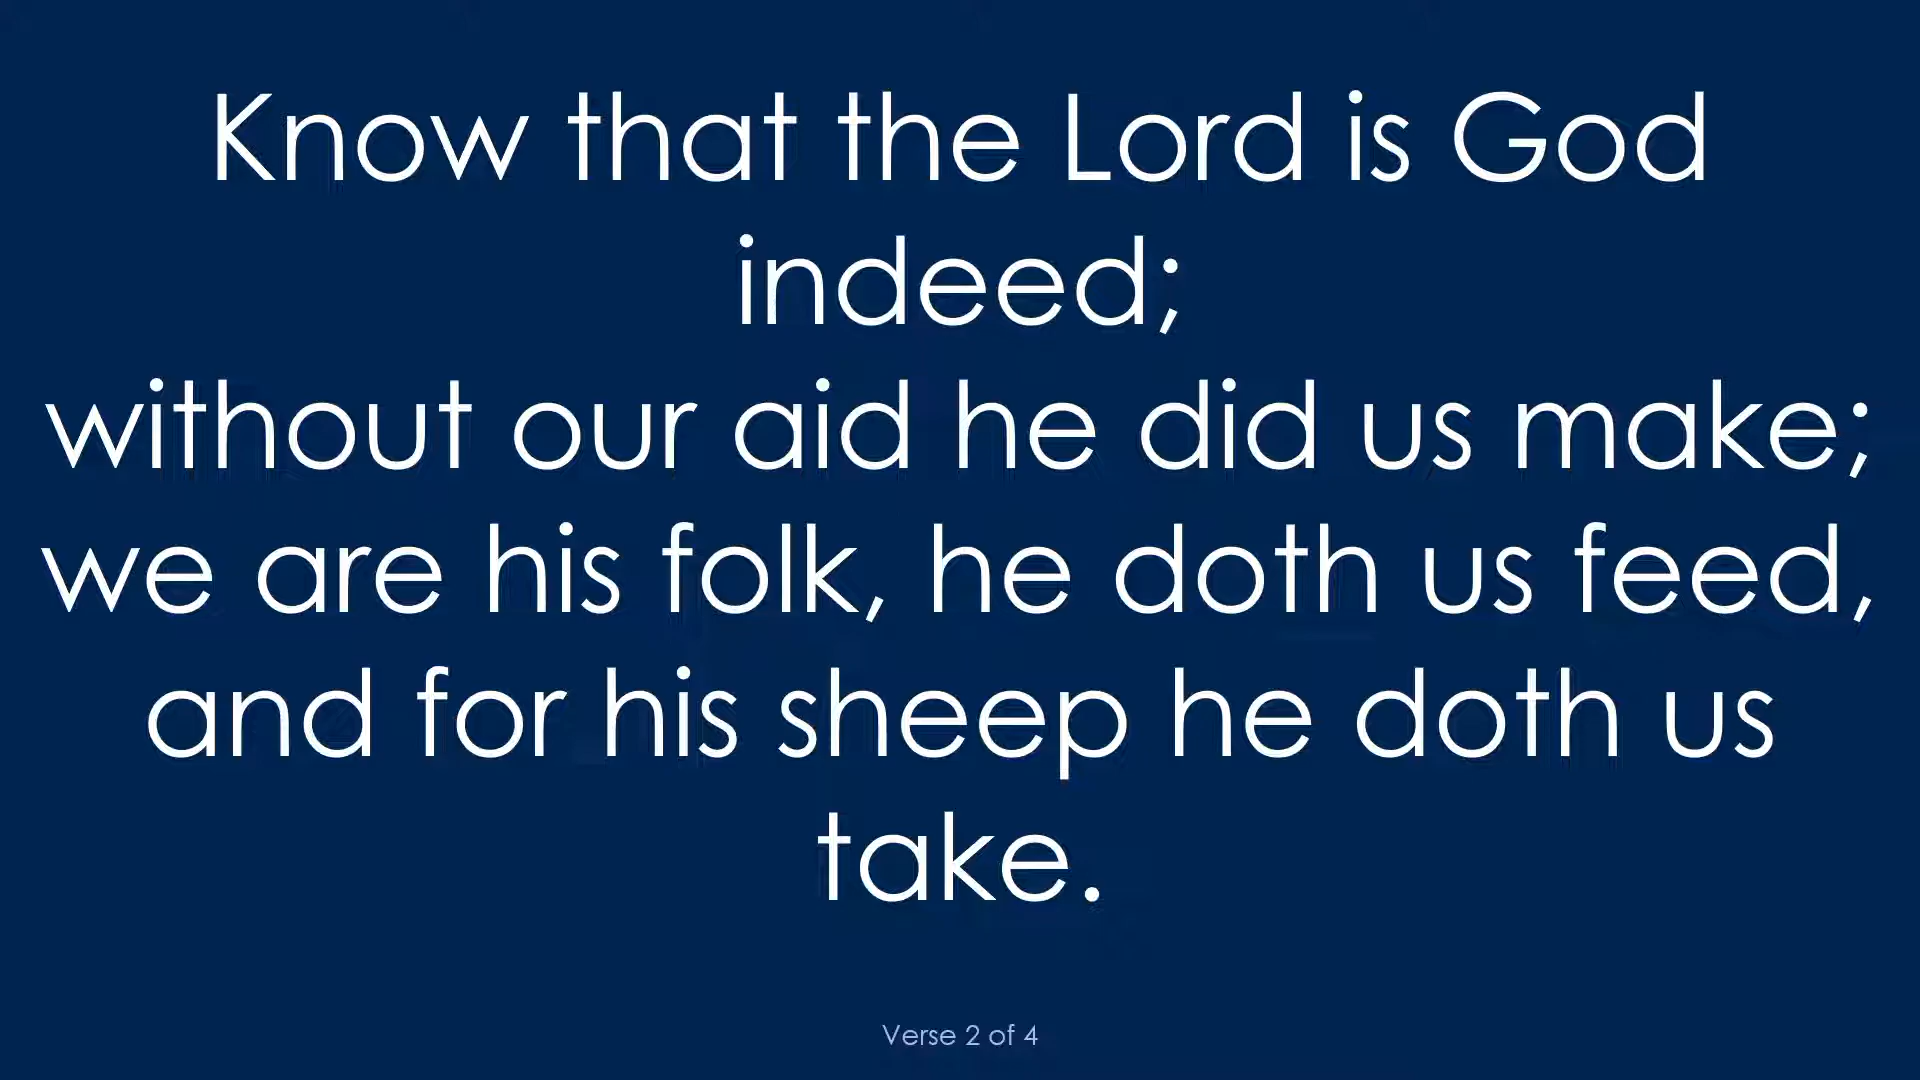 Know that the Lord is God
indeed;
without our aid he did us make;
we are his folk, he doth us feed,
and for his sheep he doth us
take.
Verse 2 of 4